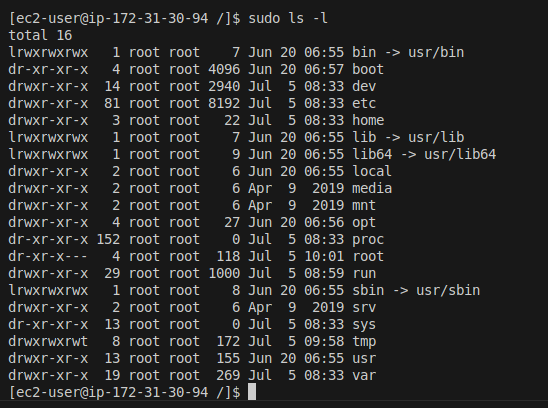 [ec2-user@ip-172-31-30-94 /]$ sudo ls -l
total 16
lrwxrwxrwx   1 root root    7 Jun 20 06:55 bin -> usr/bin
dr-xr-xr-x   4 root root 4096 Jun 20 06:57 boot
drwxr-xr-x  14 root root 2940 Jul  5 08:33 dev
drwxr-xr-x  81 root root 8192 Jul  5 08:33 etc
drwxr-xr-x   3 root root   22 Jul  5 08:33 home
lrwxrwxrwx   1 root root    7 Jun 20 06:55 lib -> usr/lib
lrwxrwxrwx   1 root root    9 Jun 20 06:55 lib64 -> usr/lib64
drwxr-xr-x   2 root root    6 Jun 20 06:55 local
drwxr-xr-x   2 root root    6 Apr  9  2019 media
drwxr-xr-x   2 root root    6 Apr  9  2019 mnt
drwxr-xr-x   4 root root   27 Jun 20 06:56 opt
dr-xr-xr-x 152 root root    0 Jul  5 08:33 proc
dr-xr-x---   4 root root  118 Jul  5 10:01 root
drwxr-xr-x  29 root root 1000 Jul  5 08:59 run
lrwxrwxrwx   1 root root    8 Jun 20 06:55 sbin -> usr/sbin
drwxr-xr-x   2 root root    6 Apr  9  2019 srv
dr-xr-xr-x  13 root root    0 Jul  5 08:33 sys
drwxrwxrwt   8 root root  172 Jul  5 09:58 tmp
drwxr-xr-x  13 root root  155 Jun 20 06:55 usr
drwxr-xr-x  19 root root  269 Jul  5 08:33 var
[ec2-user@ip-172-31-30-94 /]$